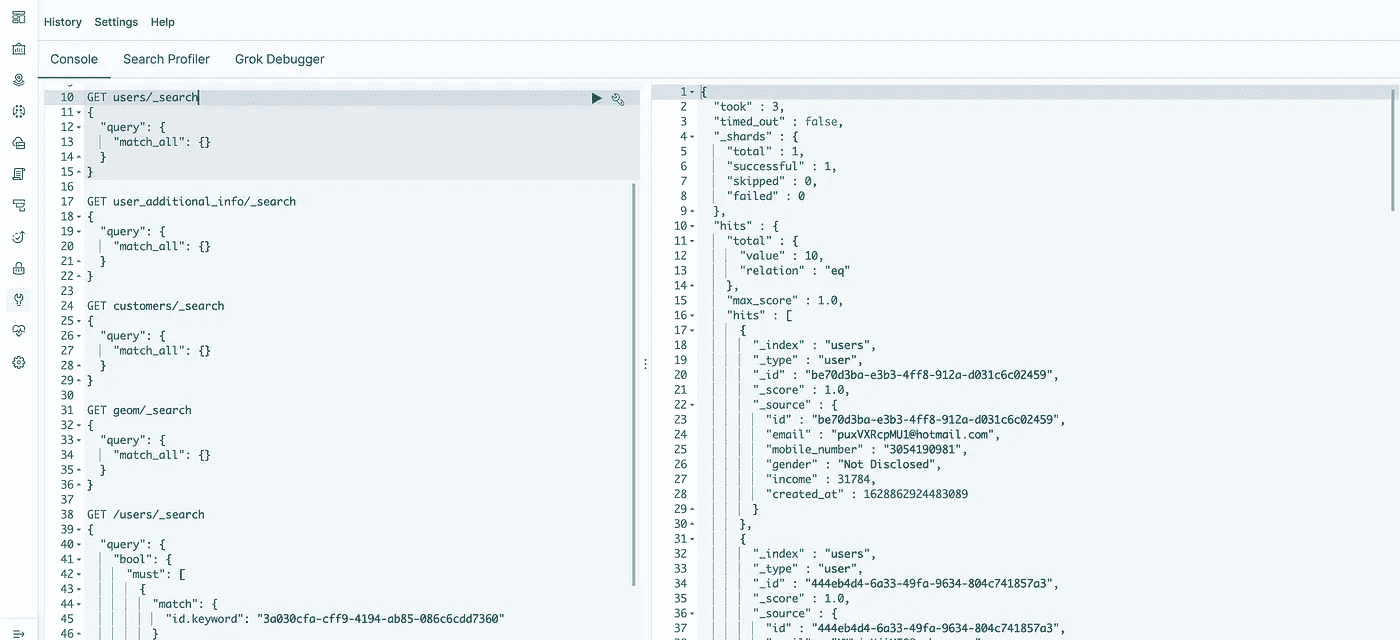 History Settings Help
Console Search Profiler Grok Debugger
10 GET users/_search
11 {
12 "query": {
13 "match_all": {}
14 }
15 }
16
17 GET user_additional_info/_search
18 {
19 "query": {
20 "match_all": {}
21 }
22 }
23
24 GET customers/_search
25 {
26 "query": {
27 "match_all": {}
28 }
29 }
30
31 GET geom/_search
32 {
33 "query": {
34 "match_all": {}
35 }
36 }
37
38 GET /users/_search
39 {
40 "query": {
41 "bool": {
42 "must": [
43 {
44 "match": {
45 "id.keyword": "3a030cfa-cff9-4194-ab85-086c6cdd7360"
46 }
1 {
2 "took" : 3,
3 "timed_out" : false,
4 "_shards" : {
5 "total" : 1,
6 "successful" : 1,
7 "skipped" : 0,
8 "failed" : 0
9 },
10 "hits" : {
11 "total" : {
12 "value" : 10,
13 "relation" : "eq"
14 },
15 "max_score" : 1.0,
16 "hits" : [
17 {
18 "_index" : "users",
19 "_type" : "user",
20 "_id" : "be70d3ba-e3b3-4ff8-912a-d031c6c02459",
21 "_score" : 1.0,
22 "_source" : {
23 "id" : "be70d3ba-e3b3-4ff8-912a-d031c6c02459",
24 "email" : "puxVXRcpMU1@hotmail.com",
25 "mobile_number" : "3054190981",
26 "gender" : "Not Disclosed",
27 "income" : 31784,
28 "created_at" : 1628862924483089
29 }
30 },
31 {
32 "_index" : "users",
33 "_type" : "user",
34 "_id" : "444eb4d4-6a33-49fa-9634-804c741857a3",
35 "_score" : 1.0,
36 "_source" : {
37 "id" : "444eb4d4-6a33-49fa-9634-804c741857a3",